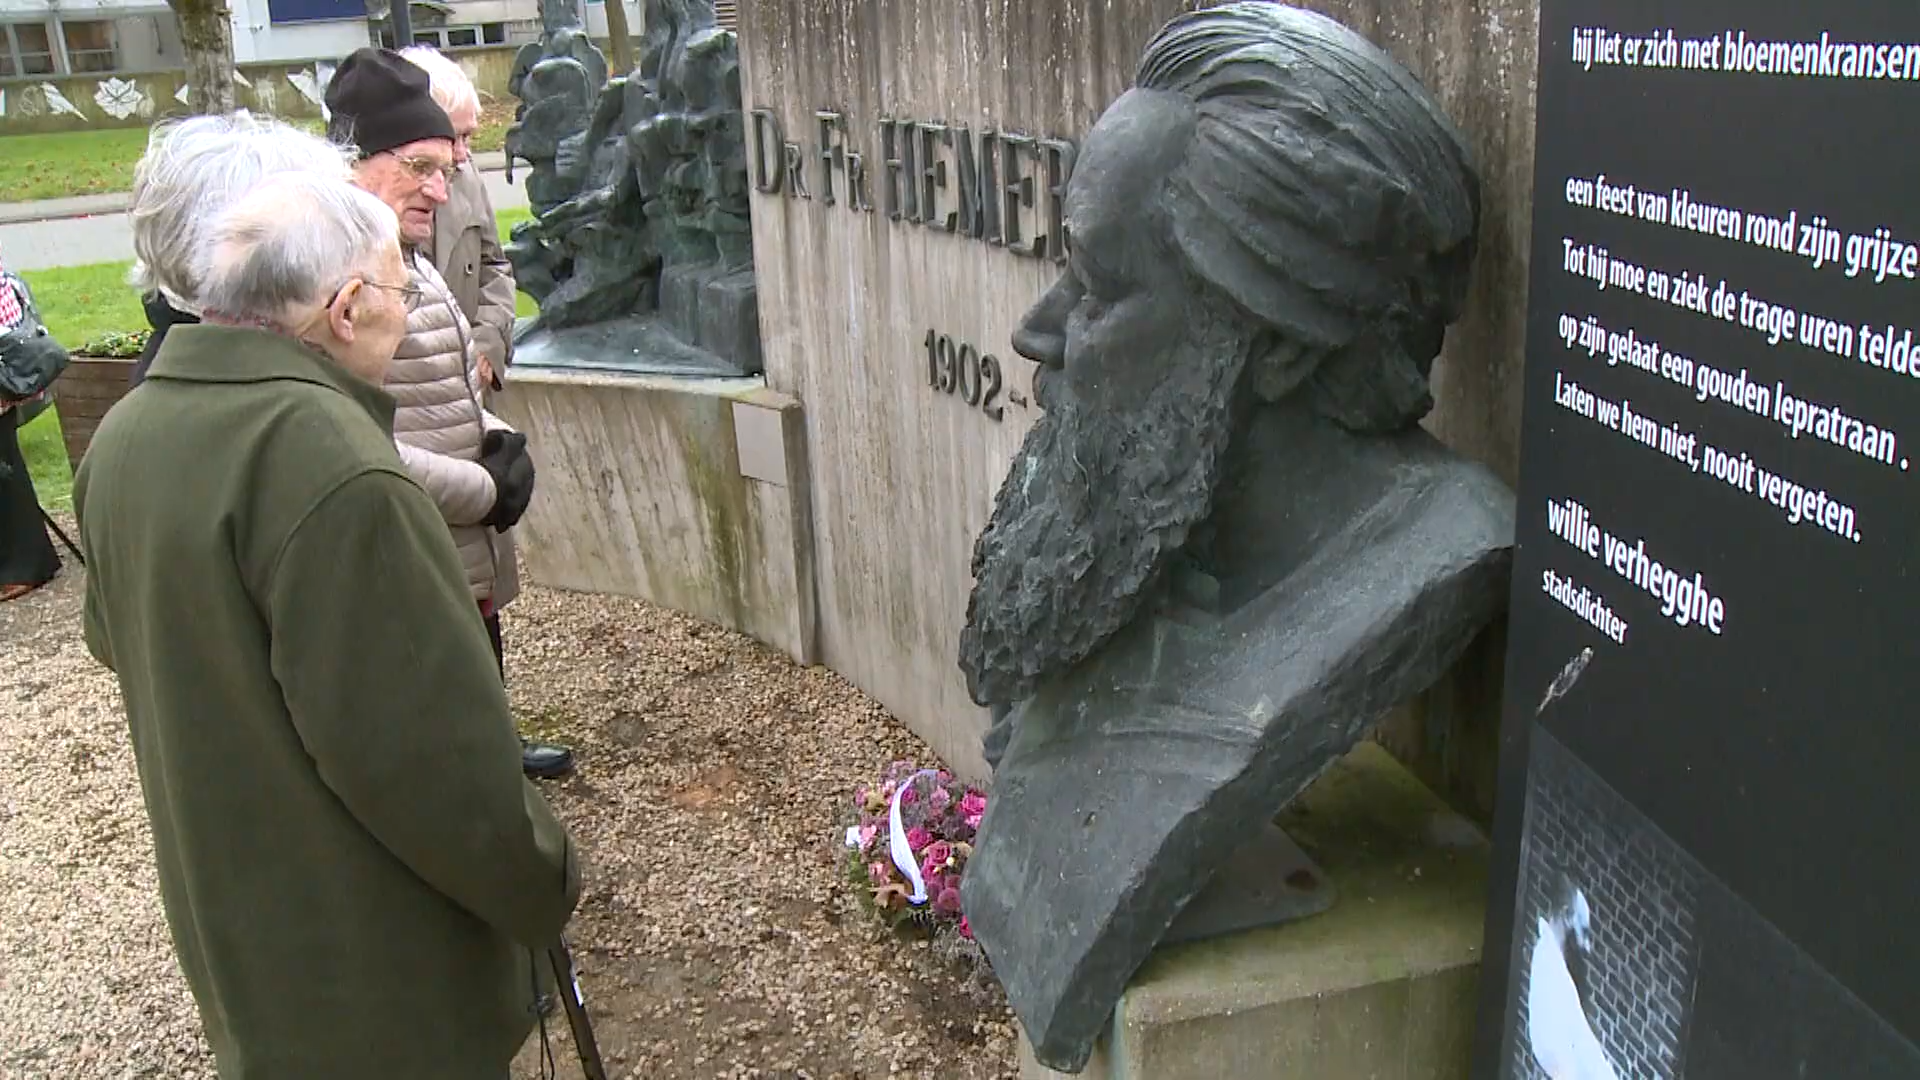 DR FR. HEMER
1902 -
hij liet er zich met bloemenkransen
een feest van kleuren rond zijn grijze
Tot hij moe en ziek de trage uren telde
op zijn gelaat een gouden lepratraan .
Laten we hem niet, nooit vergeten.
willie verhegghe
stadsdichter